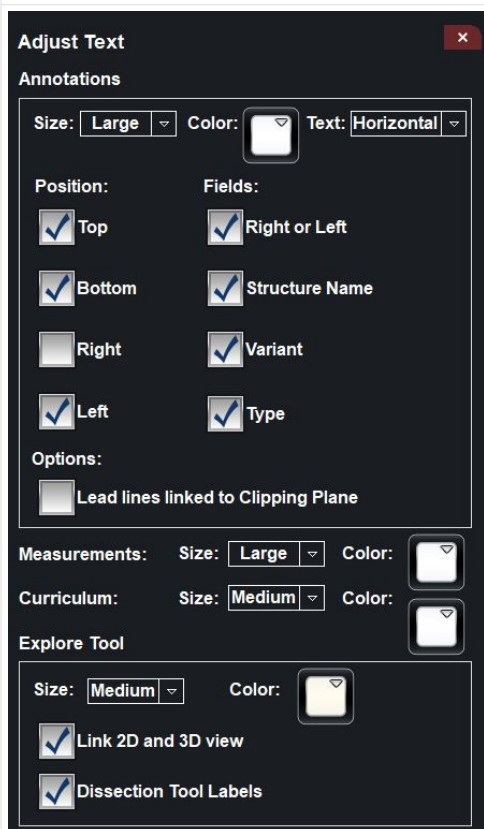 Adjust Text
Annotations
Size: Large Color: Text: Horizontal
Position: Fields:
Top Right or Left
Bottom Structure Name
Right Variant
Left Type
Options:
Lead lines linked to Clipping Plane
Measurements: Size: Large Color:
Curriculum: Size: Medium Color:
Explore Tool
Size: Medium Color:
Link 2D and 3D view
Dissection Tool Labels